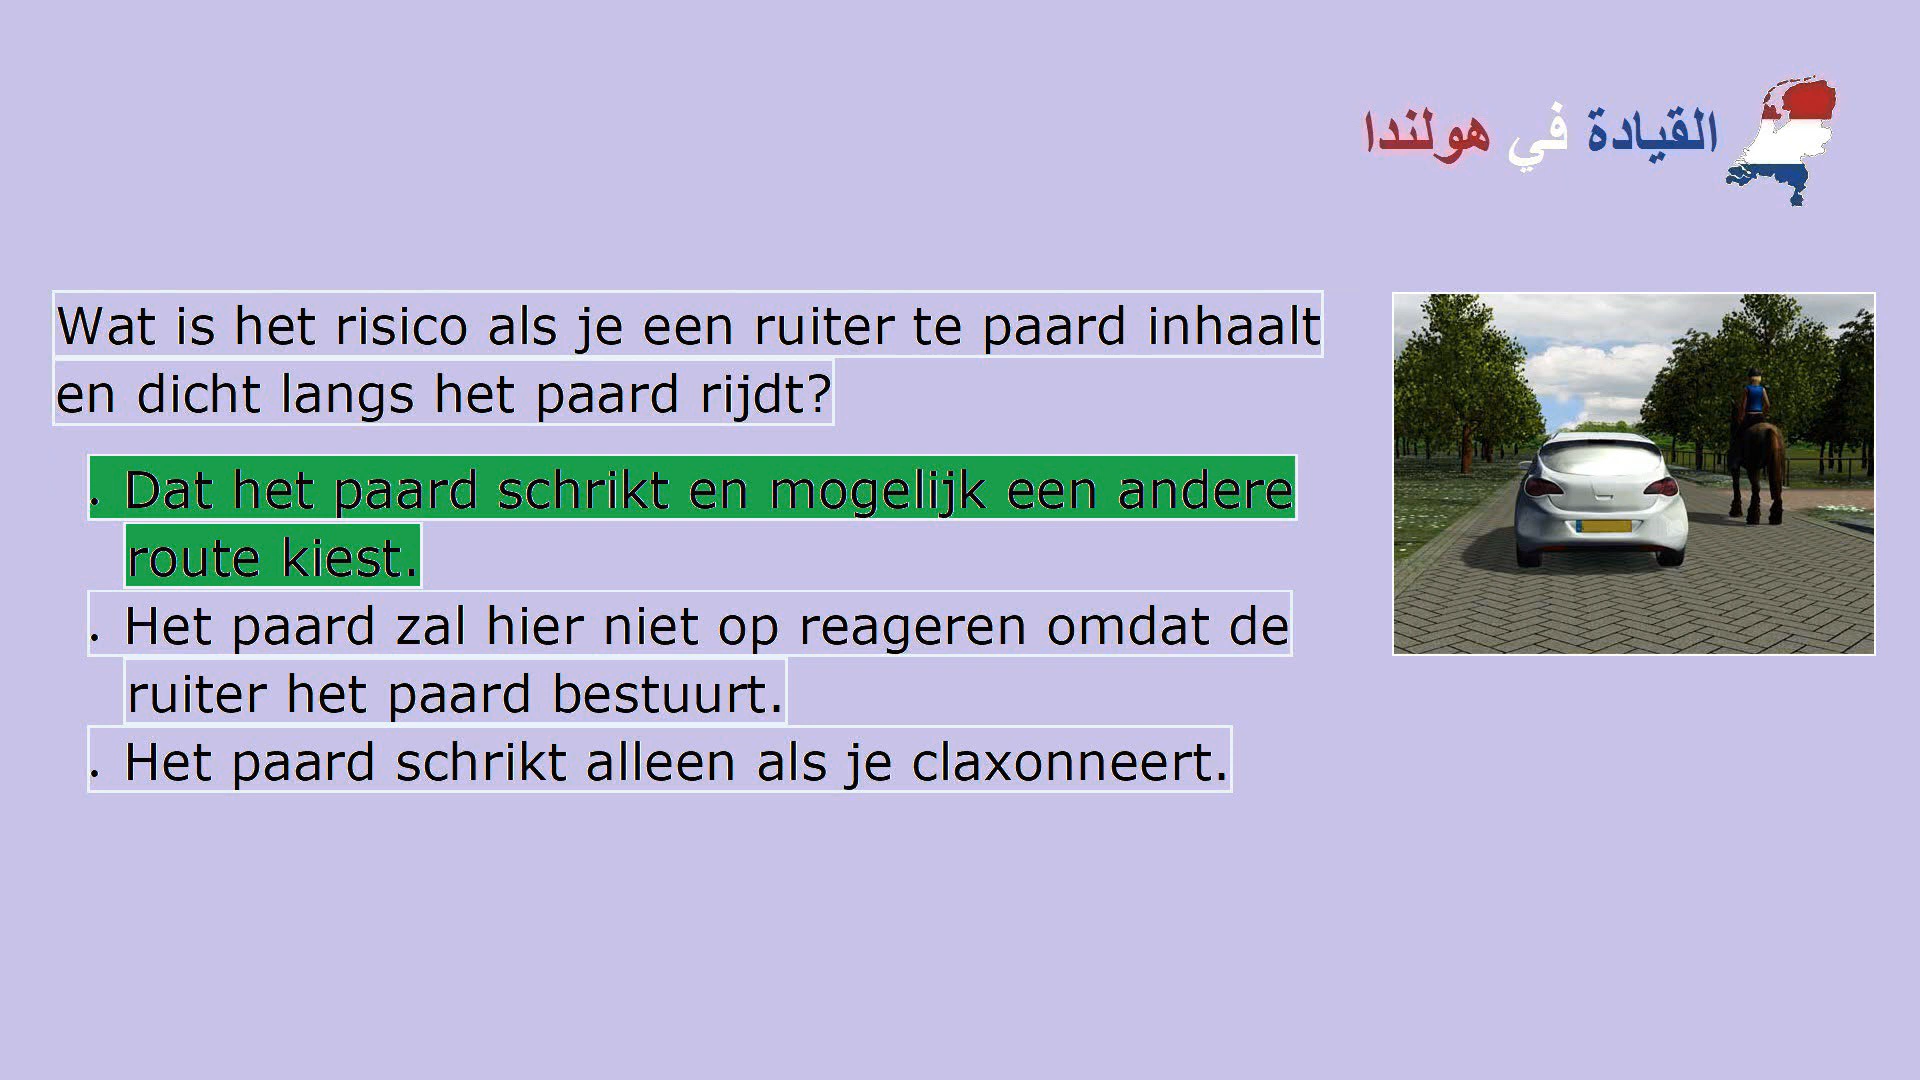 القيادة في هولندا
Wat is het risico als je een ruiter te paard inhaalt
en dicht langs het paard rijdt?
• Dat het paard schrikt en mogelijk een andere
route kiest.
• Het paard zal hier niet op reageren omdat de
ruiter het paard bestuurt.
• Het paard schrikt alleen als je claxonneert.